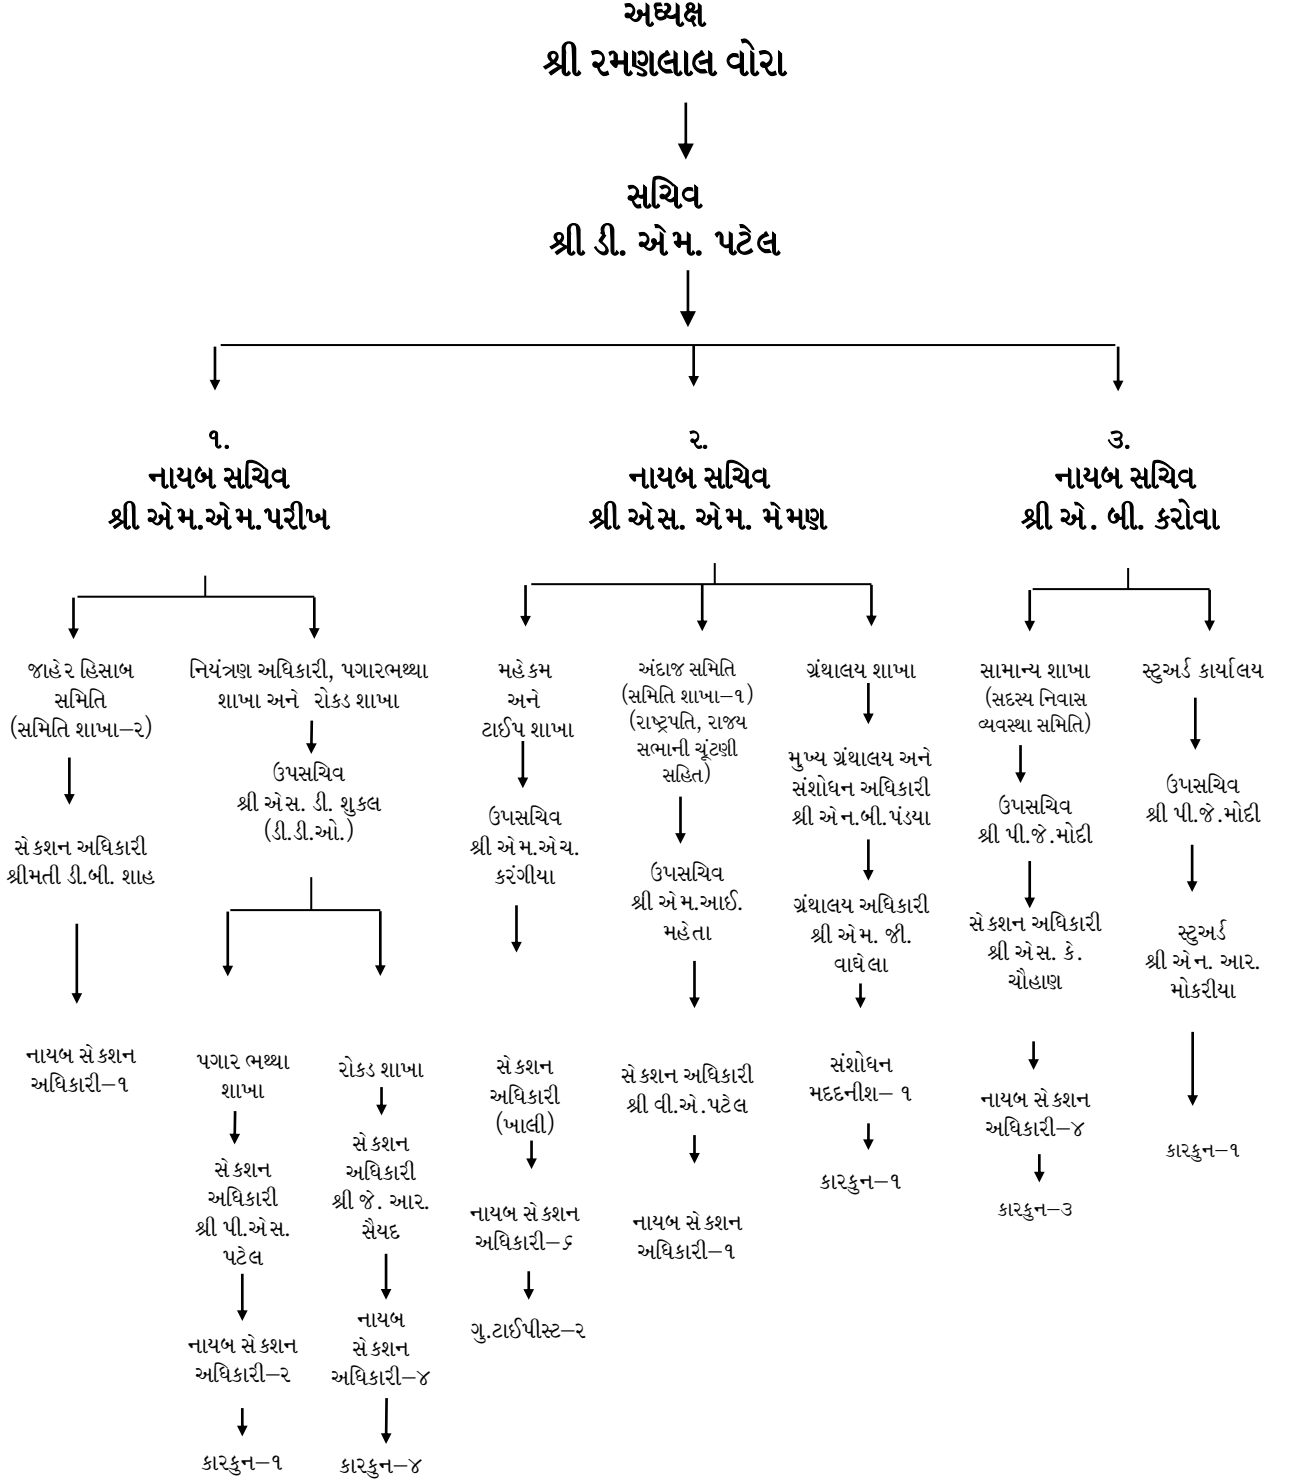 અધ્યક્ષ
શ્રી રમણલાલ વોરા
સચિવ
શ્રી ડી. એમ. પટેલ
૧.
નાયબ સચિવ
શ્રી એમ.એમ.પરીખ
૨.
નાયબ સચિવ
શ્રી એસ. એમ. મેમણ
૩.
નાયબ સચિવ
શ્રી એ. બી. કરોવા
જાહેર હિસાબ
સમિતિ
(સમિતિ શાખા–૨)
સેકશન અધિકારી
શ્રીમતી ડી.બી. શાહ
નાયબ સેકશન
અધિકારી–૧
નિયંત્રણ અધિકારી, પગારભથ્થા
શાખા અને રોકડ શાખા
ઉપસચિવ
શ્રી એસ. ડી. શુકલ
(ડી.ડી.ઓ.)
પગાર ભથ્થા
શાખા
સેકશન
અધિકારી
શ્રી પી.એસ.
પટેલ
નાયબ સેકશન
અધિકારી–૨
કારકુન–૧
રોકડ શાખા
સેકશન
અધિકારી
શ્રી જે. આર.
સૈયદ
નાયબ
સેકશન
અધિકારી–૪
કારકુન–૪
મહેકમ
અને
ટાઈપ શાખા
ઉપસચિવ
શ્રી એમ.એચ.
કરંગીયા
સેકશન
અધિકારી
(ખાલી)
નાયબ સેકશન
અધિકારી–૬
ગુ.ટાઈપીસ્ટ–૨
અંદાજ સમિતિ
(સમિતિ શાખા–૧)
(રાષ્ટ્રપતિ, રાજય
સભાની ચૂંટણી
સહિત)
ઉપસચિવ
શ્રી એમ.આઈ.
મહેતા
સેકશન અધિકારી
શ્રી વી.એ.પટેલ
નાયબ સેકશન
અધિકારી–૧
ગ્રંથાલય શાખા
મુખ્ય ગ્રંથાલય અને
સંશોધન અધિકારી
શ્રી એન.બી.પંડયા
ગ્રંથાલય અધિકારી
શ્રી એમ. જી.
વાઘેલા
સંશોધન
મદદનીશ– ૧
કારકુન–૧
સામાન્ય શાખા
(સદસ્ય નિવાસ
વ્યવસ્થા સમિતિ)
ઉપસચિવ
શ્રી પી.જે.મોદી
સેકશન અધિકારી
શ્રી એસ. કે.
ચૌહાણ
નાયબ સેકશન
અધિકારી–૪
કારકુન–૩
સ્ટુઅર્ડ કાર્યાલય
ઉપસચિવ
શ્રી પી.જે.મોદી
સ્ટુઅર્ડ
શ્રી એન. આર.
મોકરીયા
કારકુન–૧